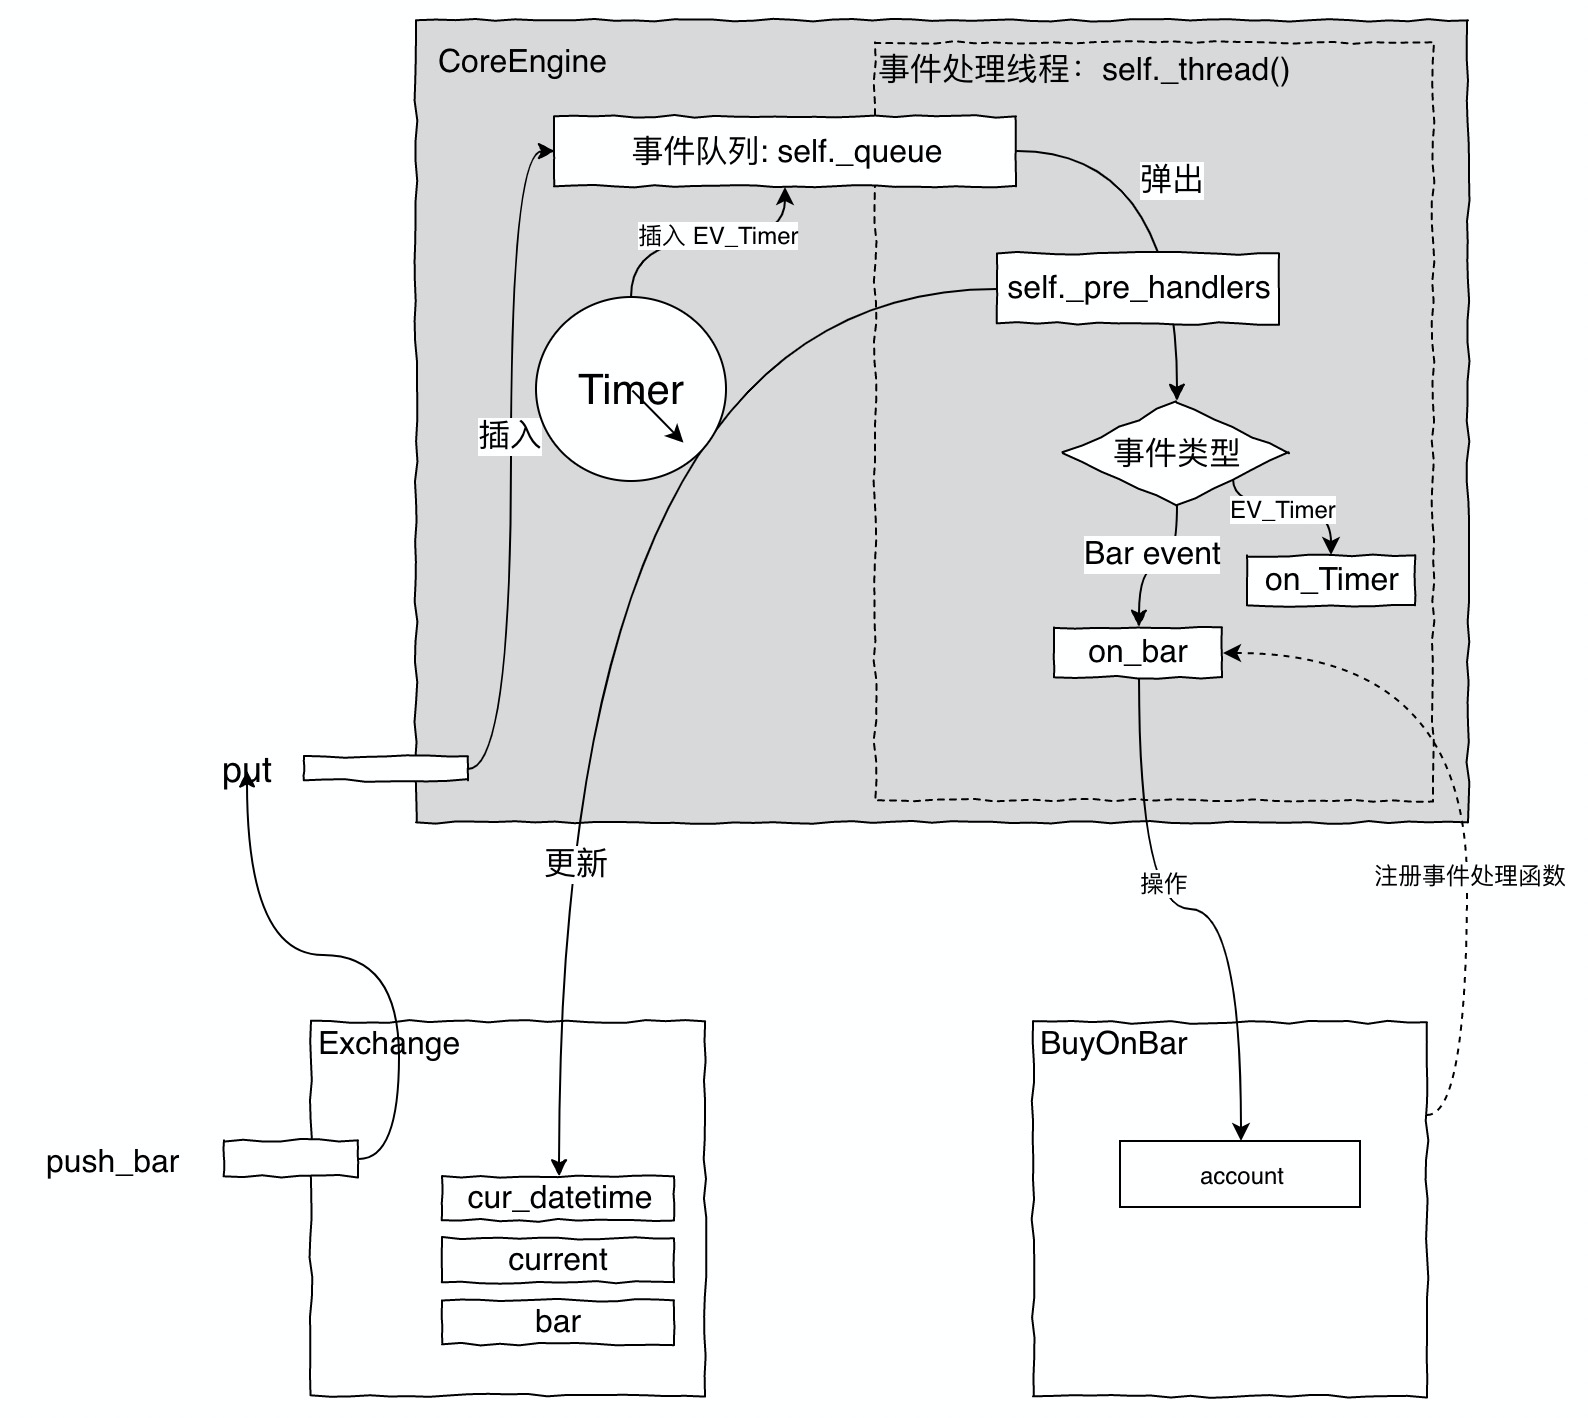 CoreEngine
事件处理线程：self._thread()
事件队列: self._queue
弹出
插入 EV_Timer
self._pre_handlers
Timer
插入
事件类型
EV_Timer
Bar event
on_Timer
on_bar
put
更新
操作
注册事件处理函数
Exchange
BuyOnBar
push_bar
account
cur_datetime
current
bar